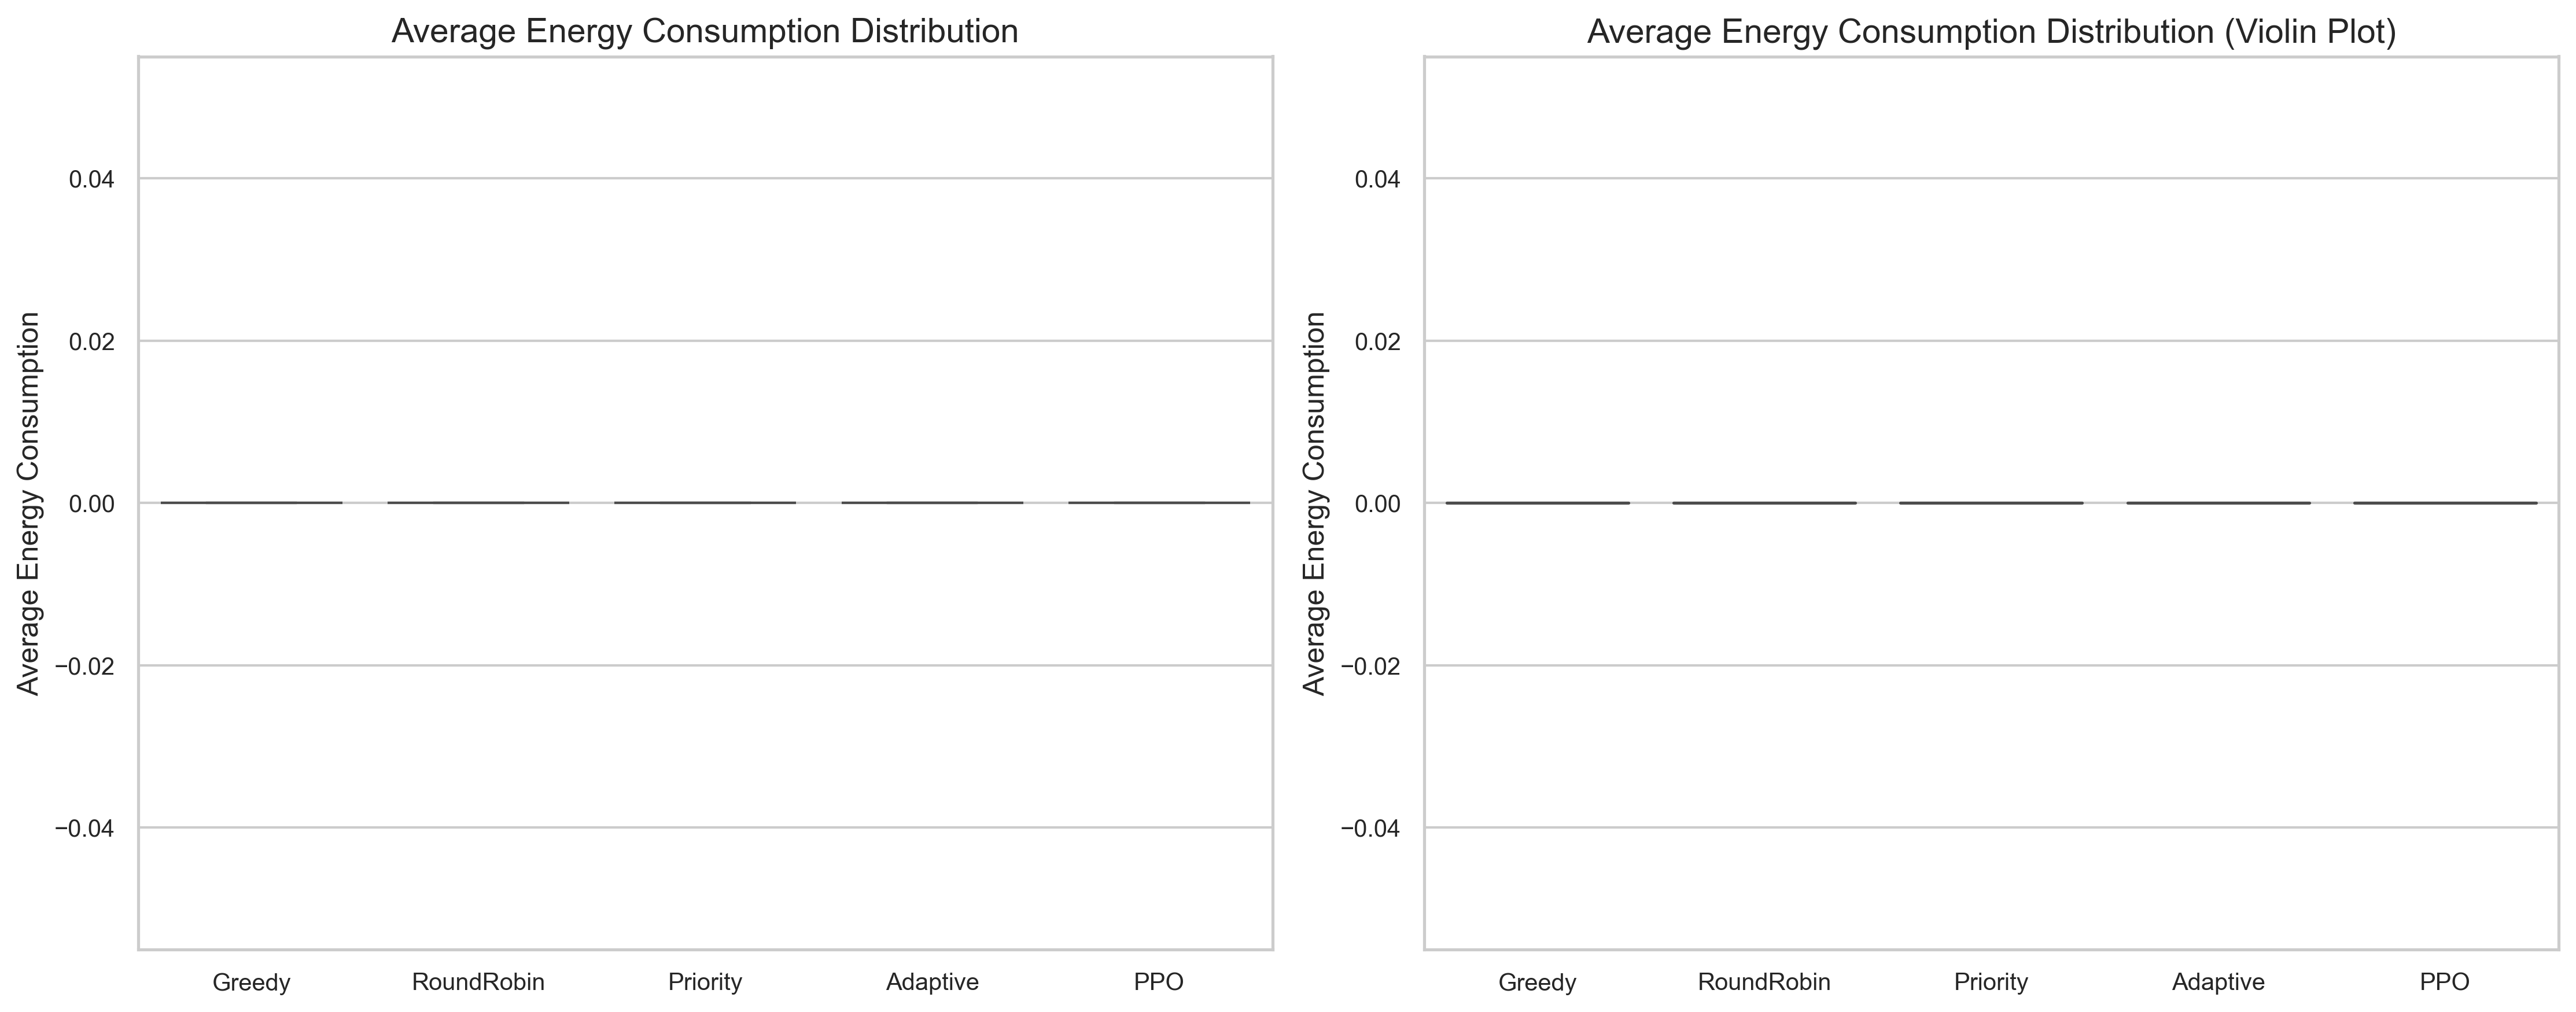 Average Energy Consumption Distribution
Average Energy Consumption
0.04
0.02
0.00
−0.02
−0.04
Greedy RoundRobin Priority Adaptive PPO
Average Energy Consumption Distribution (Violin Plot)
Average Energy Consumption
0.04
0.02
0.00
−0.02
−0.04
Greedy RoundRobin Priority Adaptive PPO